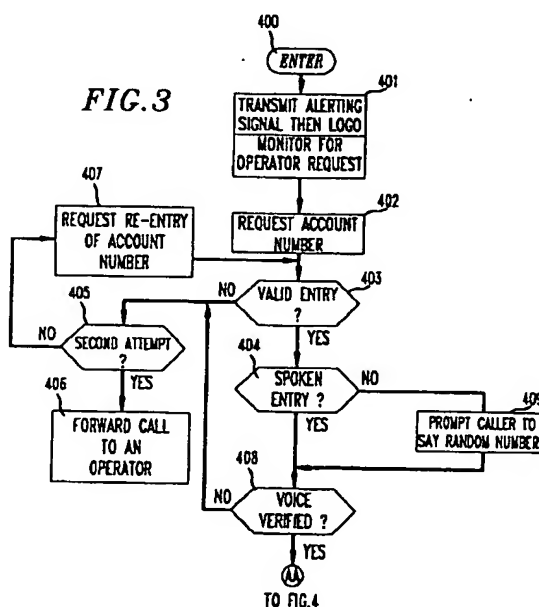 400
ENTER
FIG.3
401
TRANSMIT ALERTING
SIGNAL THEN LOGO
MONITOR FOR
OPERATOR REQUEST
407
REQUEST RE-ENTRY
OF ACCOUNT
NUMBER
402
REQUEST ACCOUNT
NUMBER
403
VALID ENTRY
?
NO
YES
405
SECOND ATTEMPT
?
NO
YES
404
SPOKEN
ENTRY ?
NO
YES
406
FORWARD CALL
TO AN
OPERATOR
409
PROMPT CALLER TO
SAY RANDOM NUMBER
408
VOICE
VERIFIED ?
NO
YES
AA
TO FIG.4